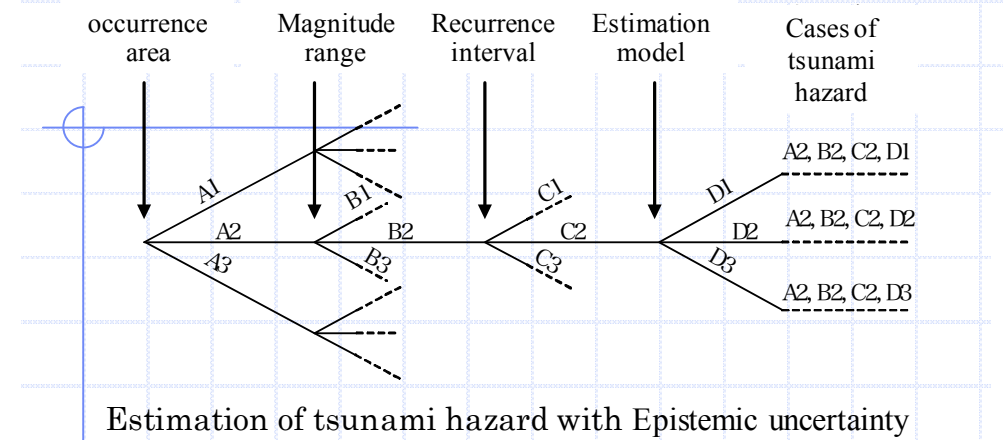 occurrence
area
Magnitude
range
Recurrence
interval
Estimation
model
Cases of
tsunami
hazard
A1
A2
A3
B1
B2
B3
C1
C2
C3
D1
D2
D3
A2, B2, C2, D1
A2, B2, C2, D2
A2, B2, C2, D3
Estimation of tsunami hazard with Epistemic uncertainty